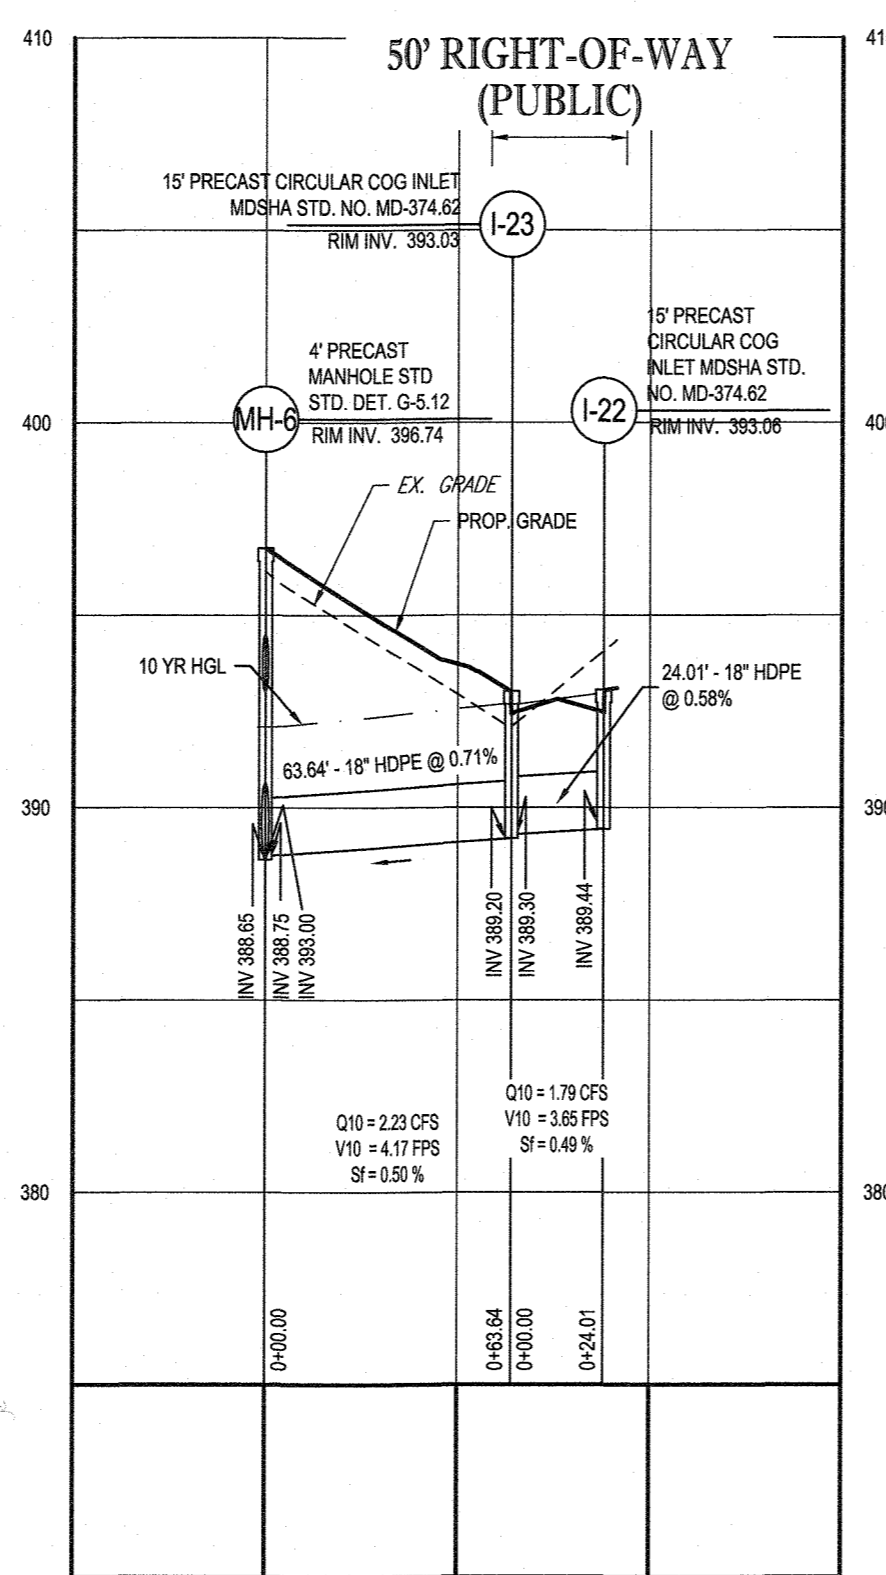 410
41
50' RIGHT-OF-WAY
(PUBLIC)
15' PRECAST CIRCULAR COG INLET
MDSHA STD. NO. MD-374.62
RIM INV. 393.03
I-23
15' PRECAST
CIRCULAR COG
INLET MDSHA STD.
NO. MD-374.62
RIM INV. 393.06
I-22
4' PRECAST
MANHOLE STD
STD. DET. G-5.12
RIM INV. 396.74
MH-6
400
400
EX. GRADE
PROP. GRADE
10 YR HGL
24.01' - 18" HDPE
@ 0.58%
63.64' - 18" HDPE @ 0.71%
390
390
INV 388.65
INV 388.75
INV 393.00
INV 389.20
INV 389.30
INV 389.44
Q10 = 2.23 CFS
V10 = 4.17 FPS
Sf = 0.50 %
Q10 = 1.79 CFS
V10 = 3.65 FPS
Sf = 0.49 %
380
380
0+00.00
0+63.64
0+00.00
0+24.01